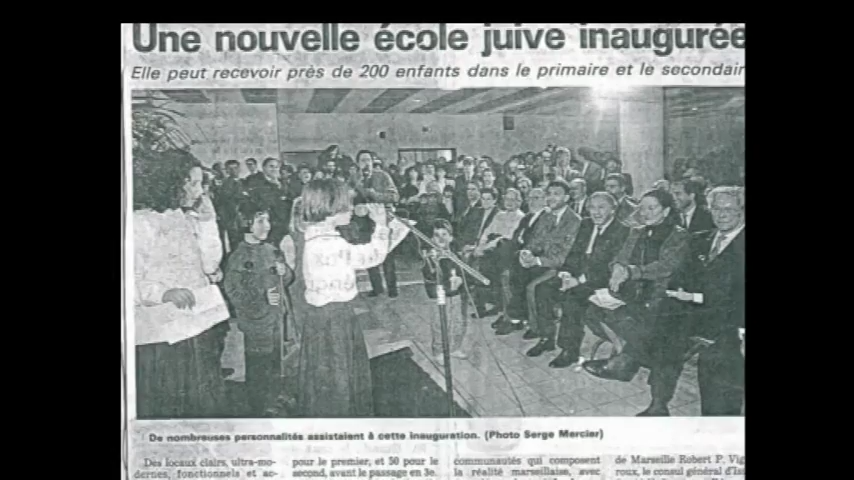 Une nouvelle école juive inaugurée
Elle peut recevoir près de 200 enfants dans le primaire et le secondair
De nombreuses personnalités assistaient à cette inauguration. (Photo Serge Mercier)
Des locaux clairs, ultra-mo-
dernes, fonctionnels et ac-
pour le premier, et 50 pour le
second, avant le passage en 3e.
communautés qui composent
la réalité marseillaise, avec
de Marseille Robert P. Vig
roux, le consul général d'Is